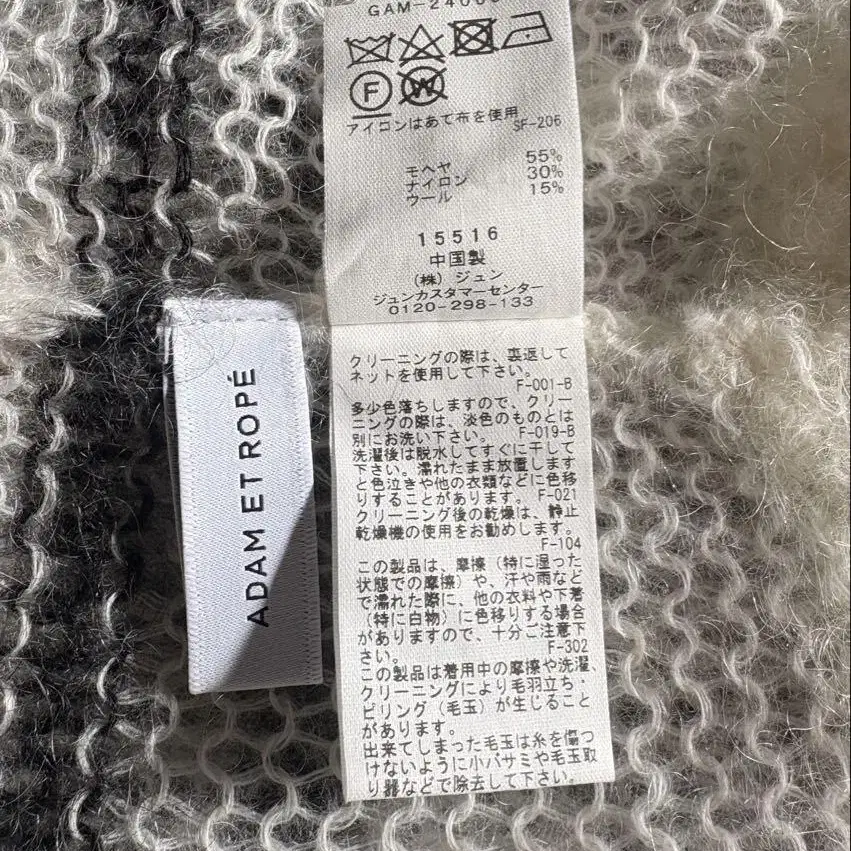 アイロンはあて布を使用
SF-206
モヘヤ 55%
ナイロン 30%
ウール 15%
15516
中国製
(株) ジュン
ジュンカスタマーセンター
0120-298-133
クリーニングの際は、裏返して
ネットを使用して下さい。
F-001-B
多少色落ちしますので、クリー
ニングの際は、淡色のものとは
別にお洗い下さい。 F-019-B
洗濯後は脱水してすぐに干して
下さい。濡れたまま放置します
と色泣きや他の衣類などに色移
りすることがあります。 F-021
クリーニング後の乾燥は、静止
乾燥機の使用をお勧めします。
F-104
この製品は、摩擦(特に湿った
状態での摩擦)や、汗や雨など
で濡れた際に、他の衣料や下着
(特に白物)に色移りする場合
がありますので、十分ご注意下
さい。 F-302
この製品は着用中の摩擦や洗濯、
クリーニングにより毛羽立ち・
ピリング(毛玉)が生じること
があります。
出来てしまった毛玉は糸を傷つ
けないように小バサミや毛玉取
り器などで除去して下さい。
ADAM ET ROPÉ